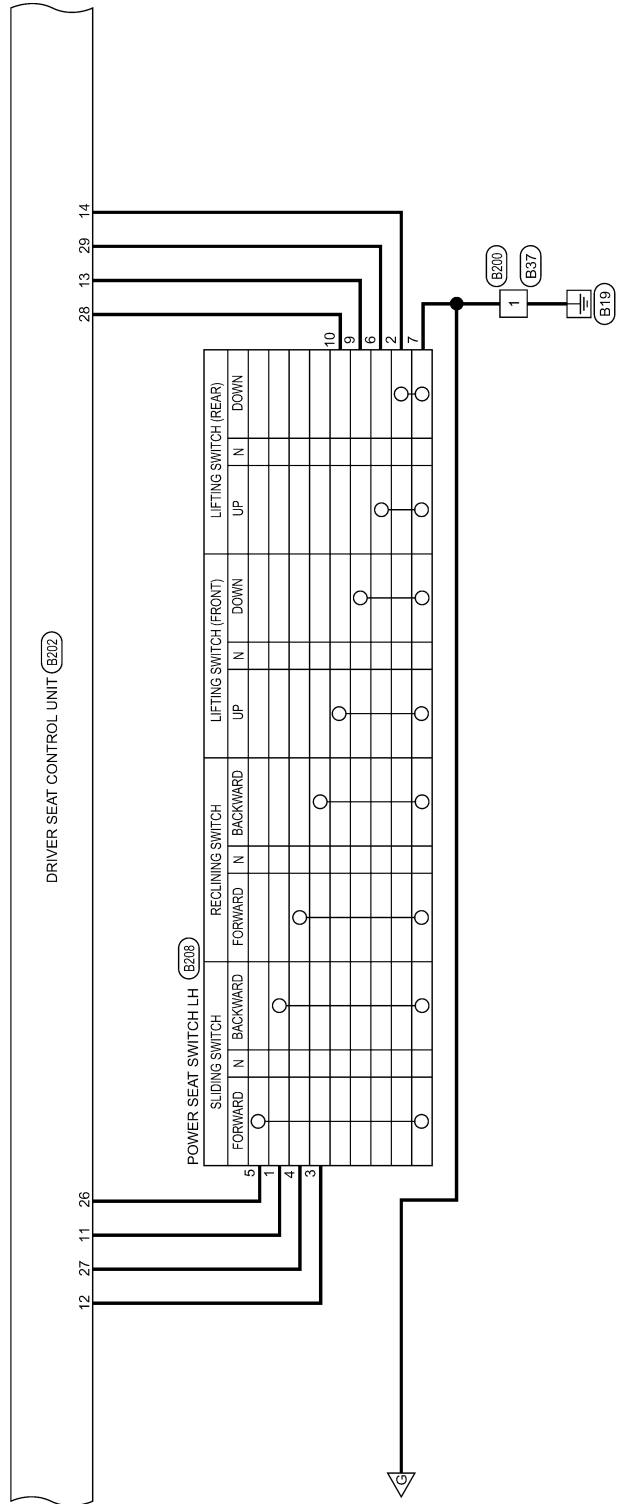 DRIVER SEAT CONTROL UNIT B202
26
11
27
12
28
13
29
14
POWER SEAT SWITCH LH B208
SLIDING SWITCH
RECLINING SWITCH
LIFTING SWITCH (FRONT)
LIFTING SWITCH (REAR)
FORWARD N BACKWARD
FORWARD N BACKWARD
UP N DOWN
UP N DOWN
5
1
4
3
10
9
6
2
7
B200
1
B37
B19
G